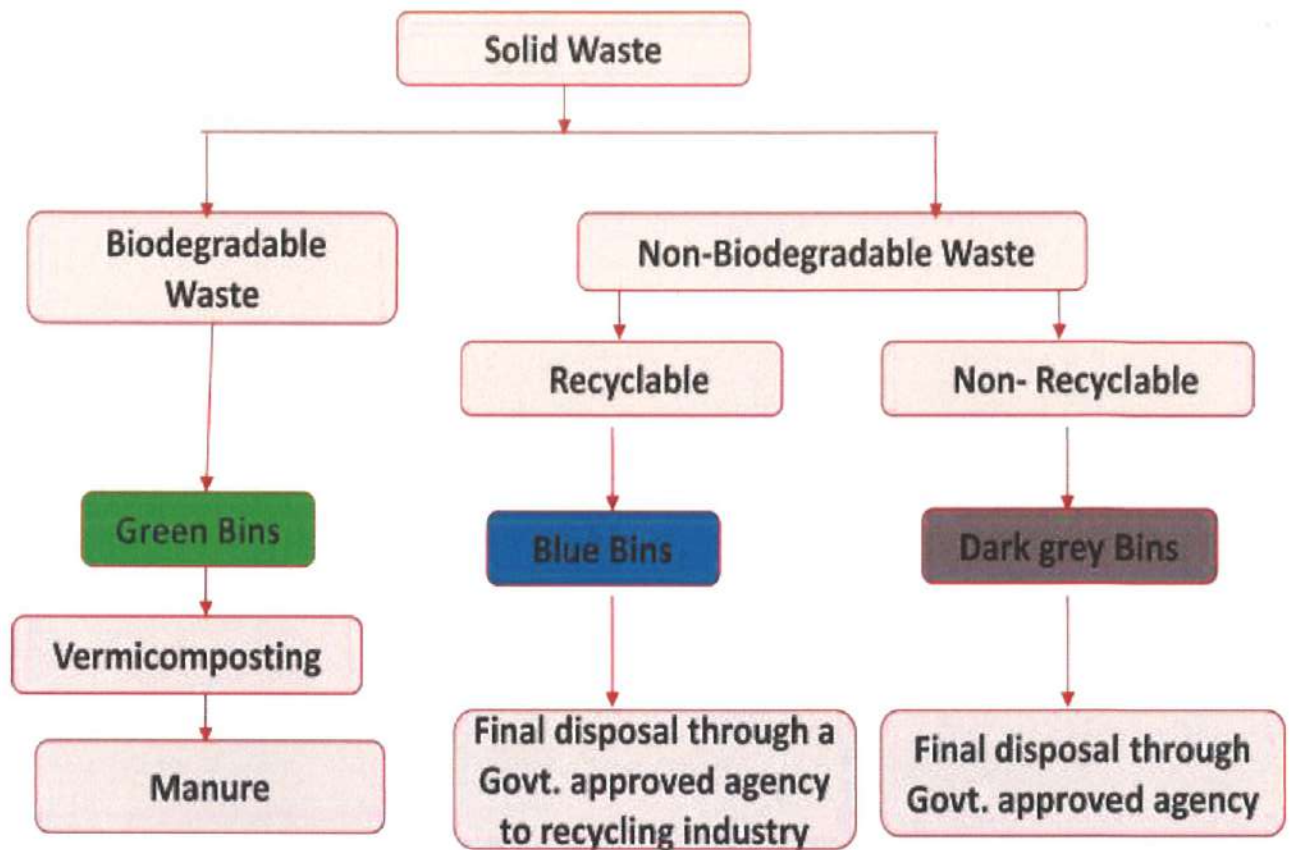 Solid Waste
Biodegradable
Waste
Non-Biodegradable Waste
Recyclable
Non- Recyclable
Green Bins
Blue Bins
Dark grey Bins
Vermicomposting
Manure
Final disposal through a
Govt. approved agency
to recycling industry
Final disposal through
Govt. approved agency